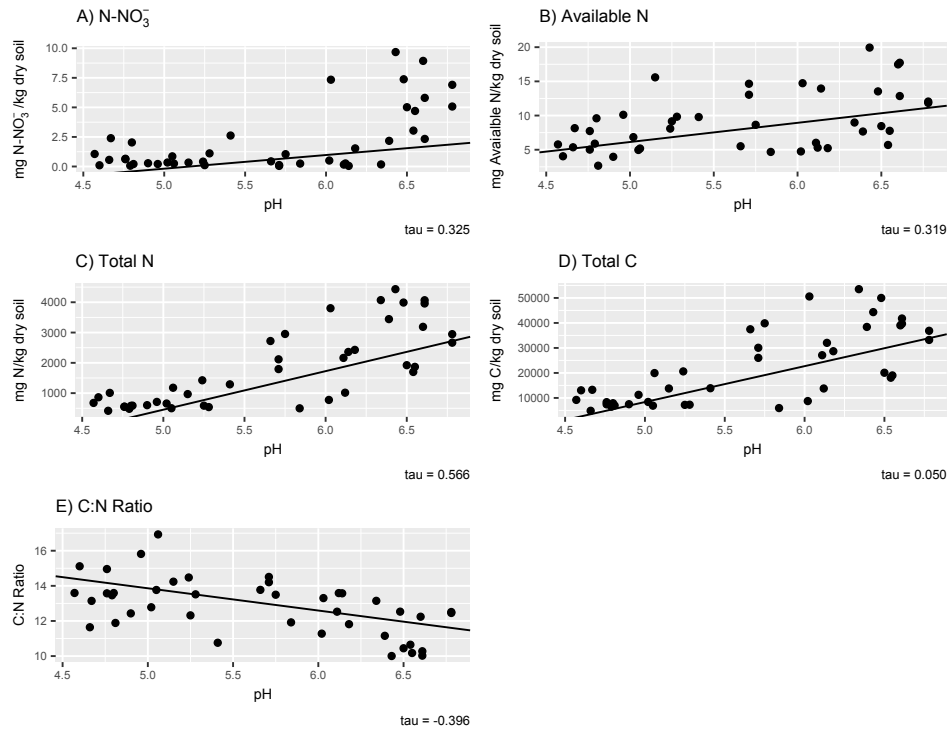 A) N-NO₃⁻
mg N-NO₃⁻/kg dry soil
10.0
7.5
5.0
2.5
0.0
4.5 5.0 5.5 6.0 6.5
pH
tau = 0.325
B) Available N
mg Avaialble N/kg dry soil
20
15
10
5
4.5 5.0 5.5 6.0 6.5
pH
tau = 0.319
C) Total N
mg N/kg dry soil
4000
3000
2000
1000
4.5 5.0 5.5 6.0 6.5
pH
tau = 0.566
D) Total C
mg C/kg dry soil
50000
40000
30000
20000
10000
4.5 5.0 5.5 6.0 6.5
pH
tau = 0.050
E) C:N Ratio
C:N Ratio
16
14
12
10
4.5 5.0 5.5 6.0 6.5
pH
tau = -0.396